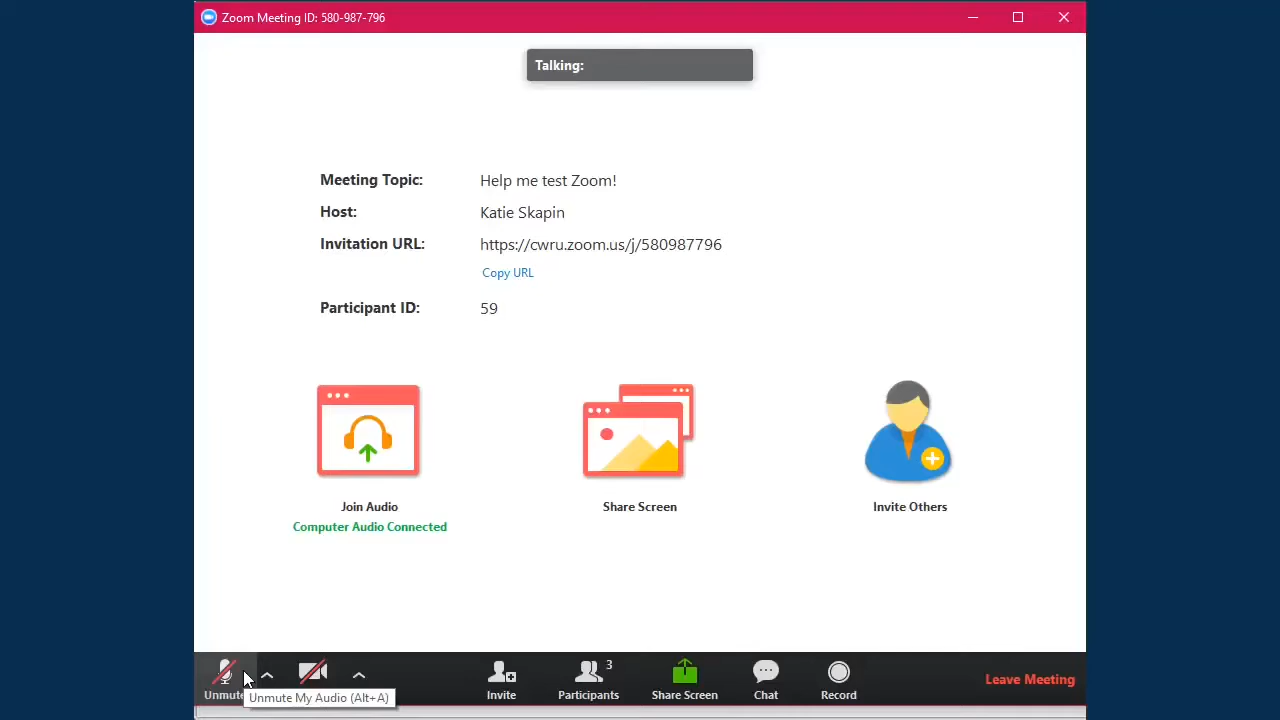 Zoom Meeting ID: 580-987-796
Talking:
Meeting Topic: Help me test Zoom!
Host: Katie Skapin
Invitation URL: https://cwru.zoom.us/j/580987796
Copy URL
Participant ID: 59
Join Audio Share Screen Invite Others
Computer Audio Connected
Unmute Invite Participants 3 Share Screen Chat Record Leave Meeting
Unmute My Audio (Alt+A)